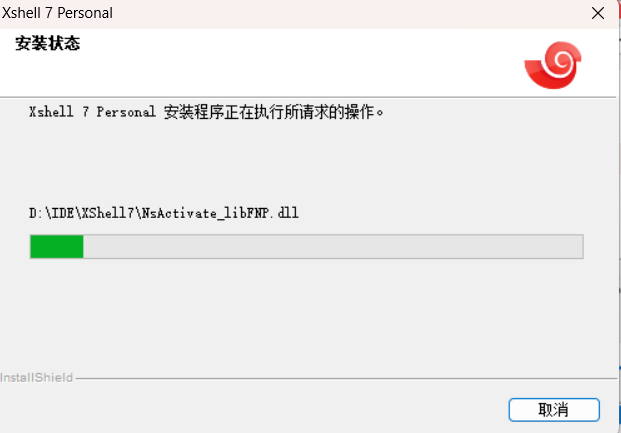 Xshell 7 Personal
安装状态
Xshell 7 Personal 安装程序正在执行所请求的操作。
D:\IDE\XShell7\NsActivate_libFNP.dll
InstallShield
取消